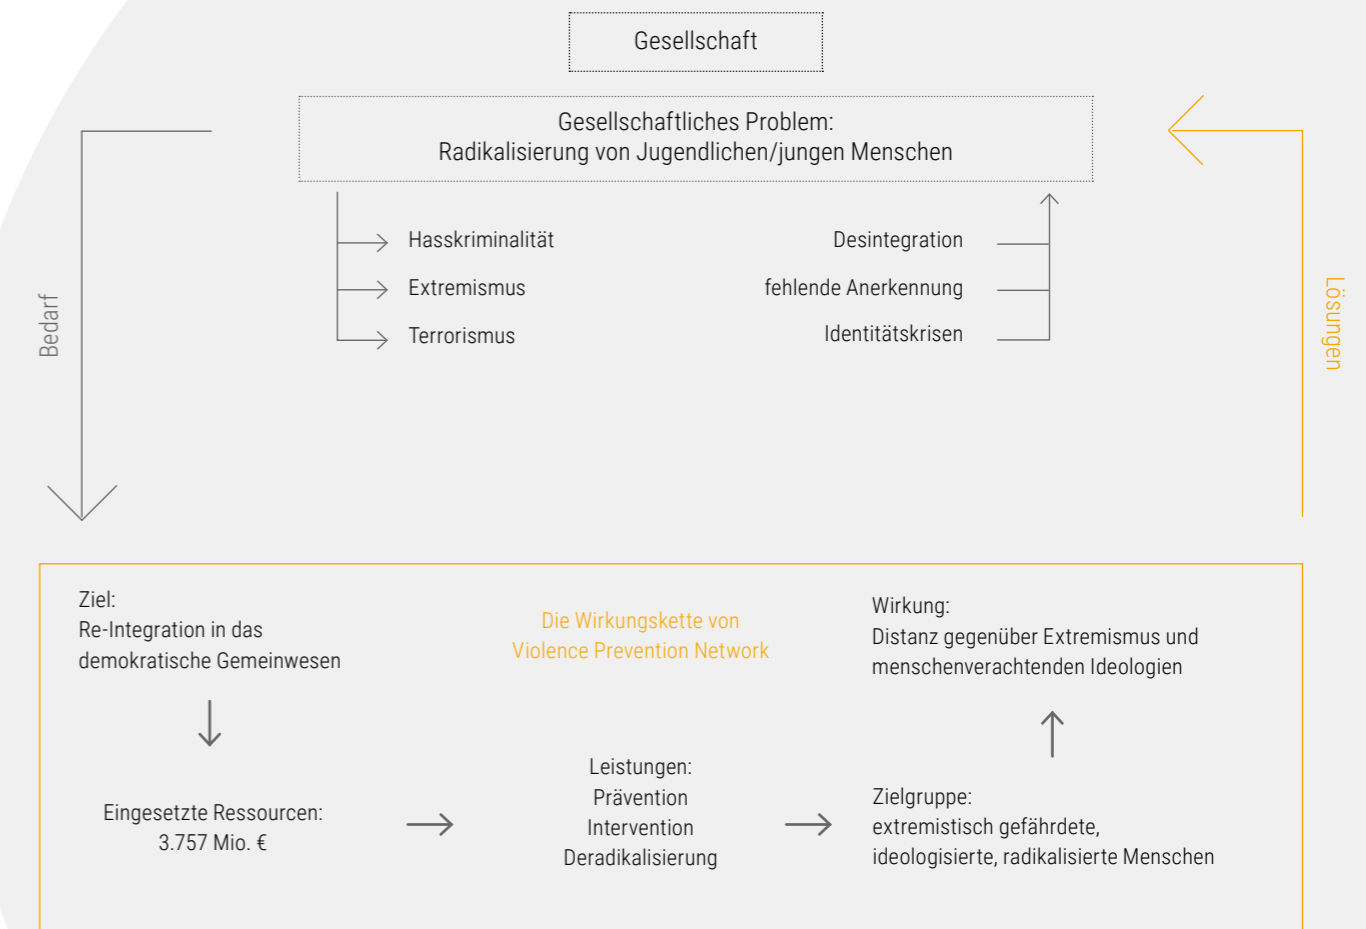 Gesellschaft
Gesellschaftliches Problem:
Radikalisierung von Jugendlichen/jungen Menschen
Hasskriminalität
Extremismus
Terrorismus
Desintegration
fehlende Anerkennung
Identitätskrisen
Bedarf
Lösungen
Ziel:
Re-Integration in das
demokratische Gemeinwesen
Die Wirkungskette von
Violence Prevention Network
Wirkung:
Distanz gegenüber Extremismus und
menschenverachtenden Ideologien
Eingesetzte Ressourcen:
3.757 Mio. €
Leistungen:
Prävention
Intervention
Deradikalisierung
Zielgruppe:
extremistisch gefährdete,
ideologisierte, radikalisierte Menschen